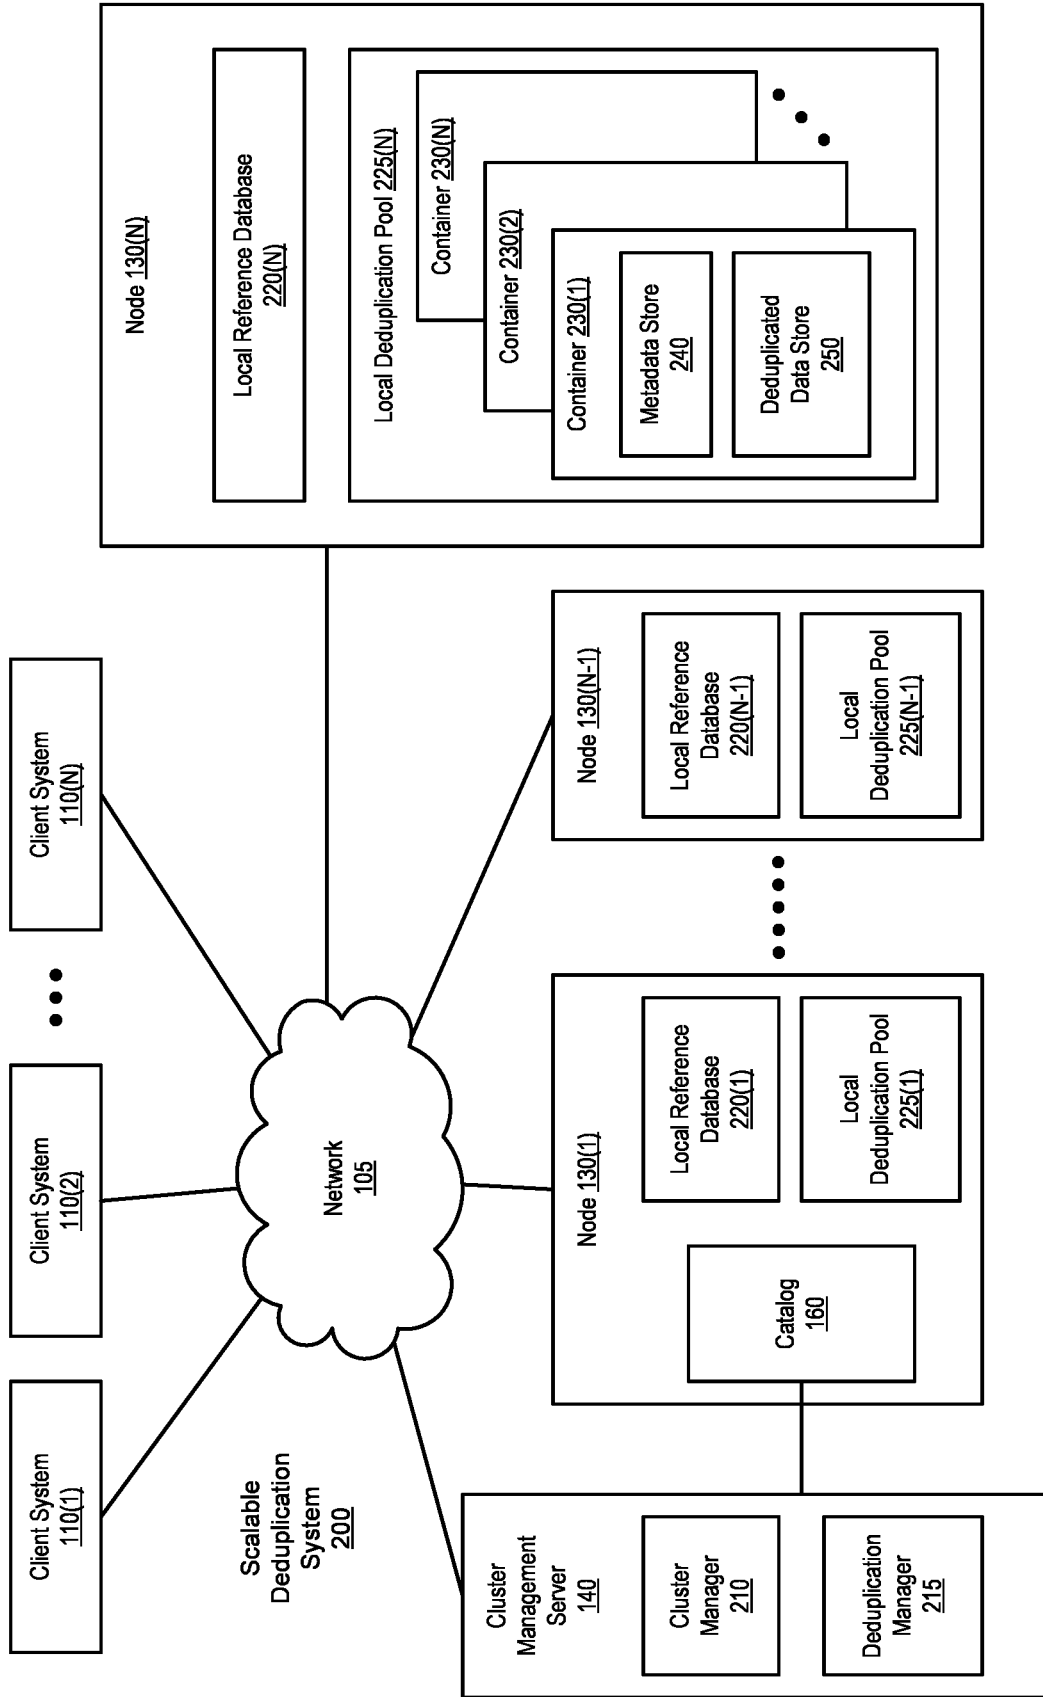 Client System
110(1)
Client System
110(2)
Client System
110(N)
Scalable
Deduplication
System
200
Network
105
Cluster
Management
Server
140
Cluster
Manager
210
Deduplication
Manager
215
Node 130(1)
Catalog
160
Local Reference
Database
220(1)
Local
Deduplication Pool
225(1)
Node 130(N-1)
Local Reference
Database
220(N-1)
Local
Deduplication Pool
225(N-1)
Node 130(N)
Local Reference Database
220(N)
Local Deduplication Pool 225(N)
Container 230(N)
Container 230(2)
Container 230(1)
Metadata Store
240
Deduplicated
Data Store
250